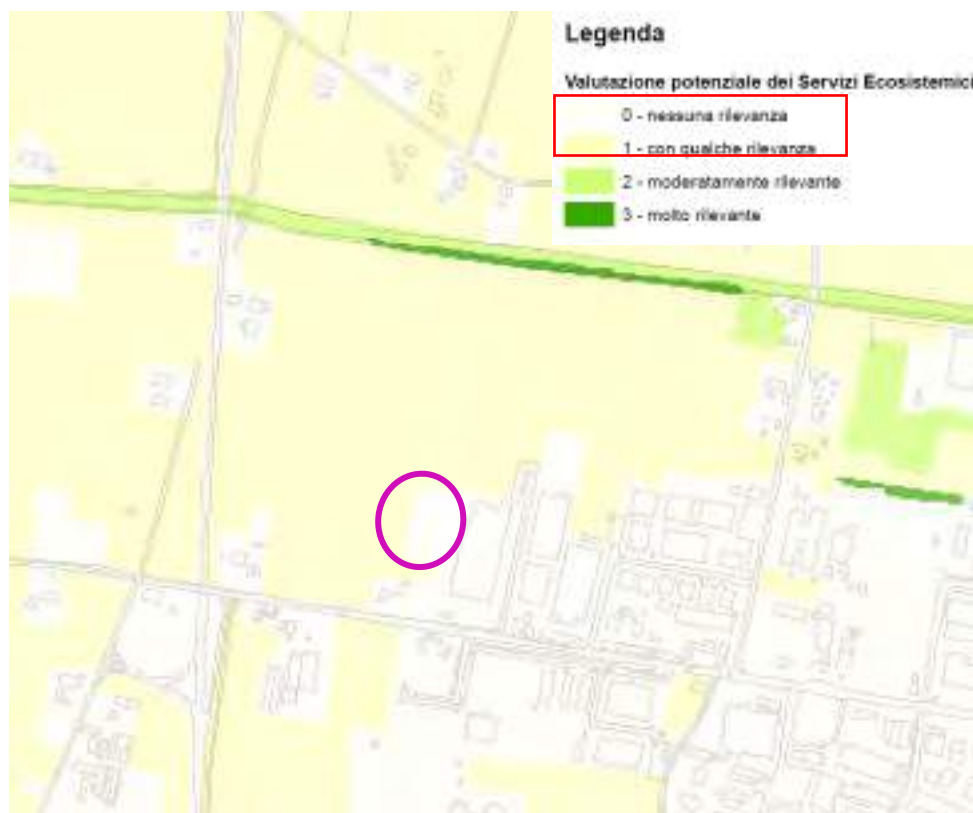 Legenda
Valutazione potenziale dei Servizi Ecosistemici
0 - nessuna rilevanza
1 - con qualche rilevanza
2 - moderatamente rilevante
3 - molto rilevante